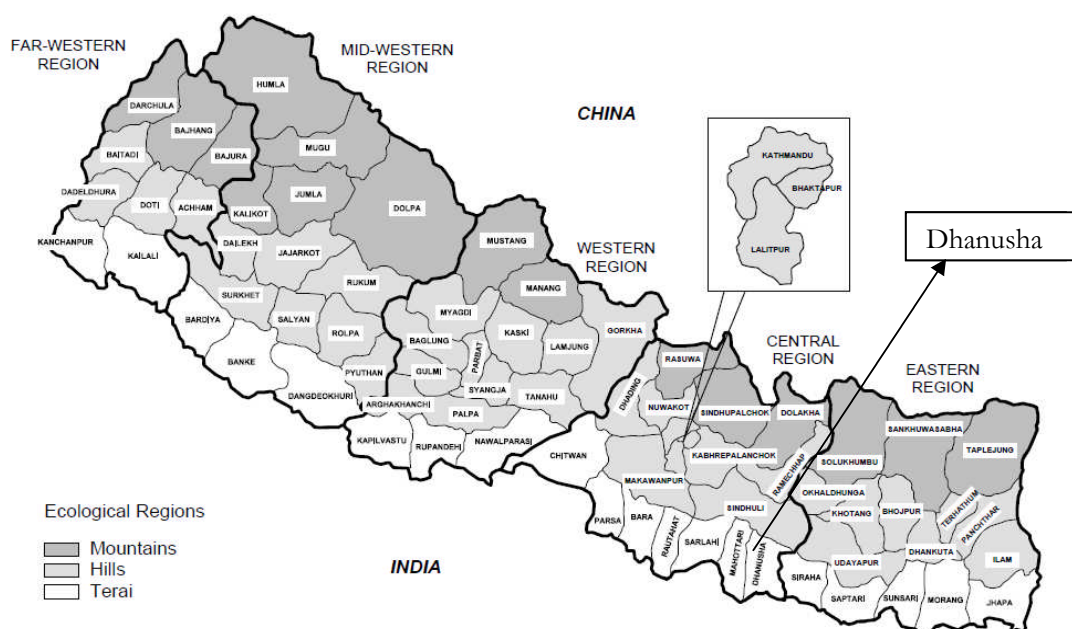 FAR-WESTERN
REGION
MID-WESTERN
REGION
HUMLA
DARCHULA
CHINA
BAJHANG
KATHMANDU
BAITADI
BAJURA
MUGU
BHAKTAPUR
DADELDHURA
JUMLA
DOTI
ACHHAM
KALIKOT
DOLPA
Dhanusha
KANCHANPUR
DAILEKH
MUSTANG
LALITPUR
KAILALI
JAJARKOT
WESTERN
REGION
RUKUM
MANANG
SURKHET
MYAGDI
BARDIYA
SALYAN
ROLPA
KASKI
GORKHA
BAGLUNG
LAMJUNG
PARBAT
BANKE
RASUWA
CENTRAL
REGION
PYUTHAN
GULMI
SYANGJA
TANAHU
DHADING
NUWAKOT
EASTERN
REGION
DANGDEOKHURI
ARGHAKHANCHI
PALPA
SINDHUPALCHOK
DOLAKHA
SANKHUWASABHA
KAPILVASTU
RUPANDEHI
NAWALPARASI
CHITWAN
KABHREPALANCHOK
RAMECHHAP
SOLUKHUMBU
TAPLEJUNG
MAKAWANPUR
OKHALDHUNGA
SINDHULI
KHOTANG
BHOJPUR
TERHATHUM
PANCHTHAR
Ecological Regions
PARSA
BARA
RAUTAHAT
SARLAHI
MAHOTTARI
DHANUSHA
UDAYAPUR
DHANKUTA
ILAM
Mountains
Hills
Terai
INDIA
SIRAHA
SAPTARI
SUNSARI
MORANG
JHAPA